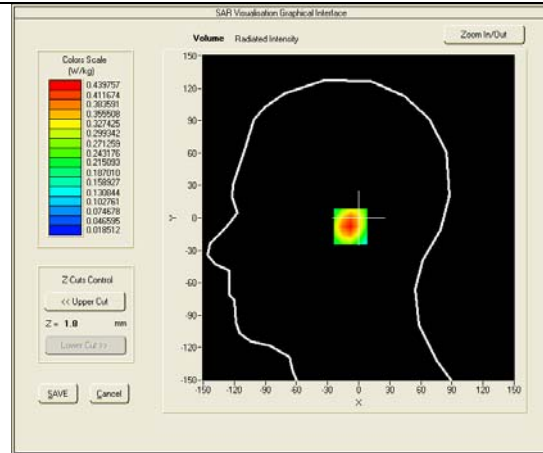 SAR Visualisation Graphical Interface
Volume Radiated Intensity
Zoom In/Out
Colors Scale
(W/kg)
0.439757
0.411674
0.383591
0.355508
0.327425
0.299342
0.271259
0.243176
0.215093
0.187010
0.158927
0.130844
0.102761
0.074678
0.046595
0.018512
Z Cuts Control
<< Upper Cut
Z = 1.0 mm
Lower Cut >>
SAVE Cancel
150
120
90
60
30
0
-30
-60
-90
-120
-150
Y
-150 -120 -90 -60 -30 0 30 60 90 120 150
X